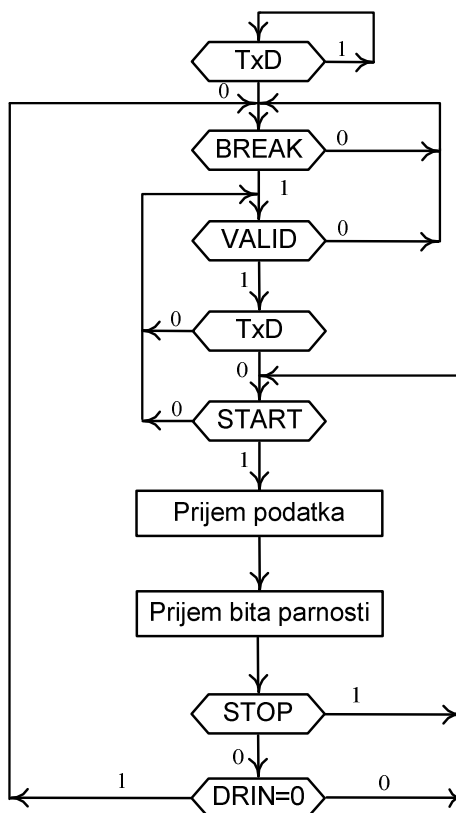 TxD
1
0
BREAK
0
1
VALID
0
1
0
TxD
0
0
START
1
Prijem podatka
Prijem bita parnosti
STOP
1
0
1
DRIN=0
0